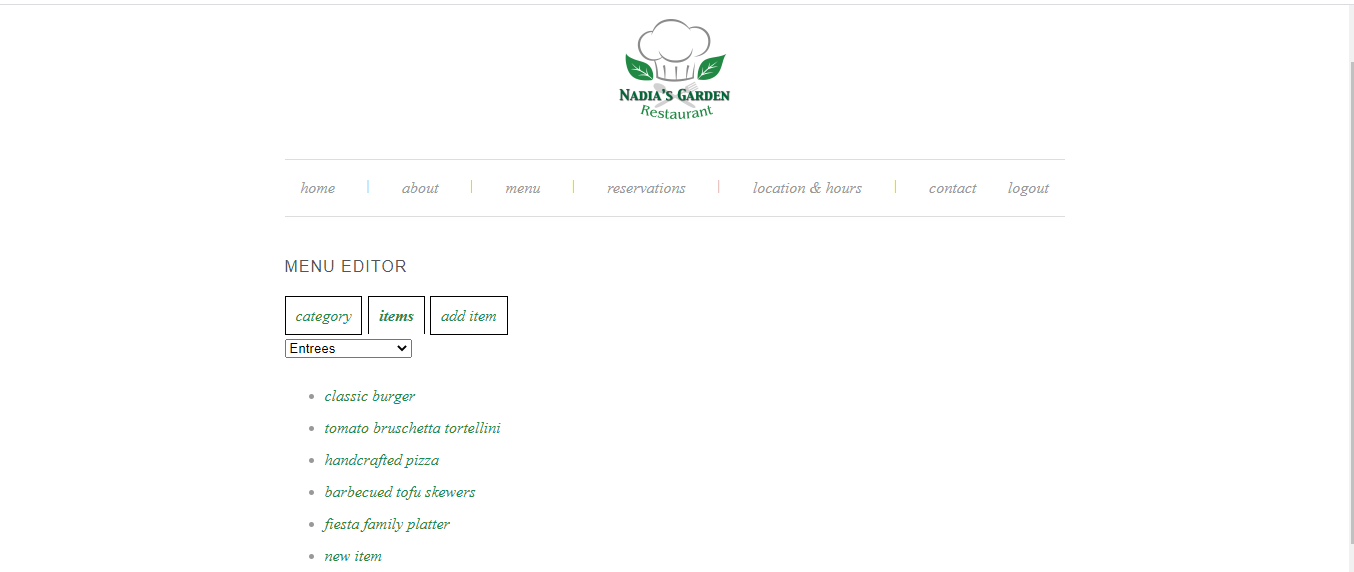 NADIA'S GARDEN
Restaurant
home | about | menu | reservations | location & hours | contact logout
MENU EDITOR
category items add item
Entrees
classic burger
tomato bruschetta tortellini
handcrafted pizza
barbecued tofu skewers
fiesta family platter
new item